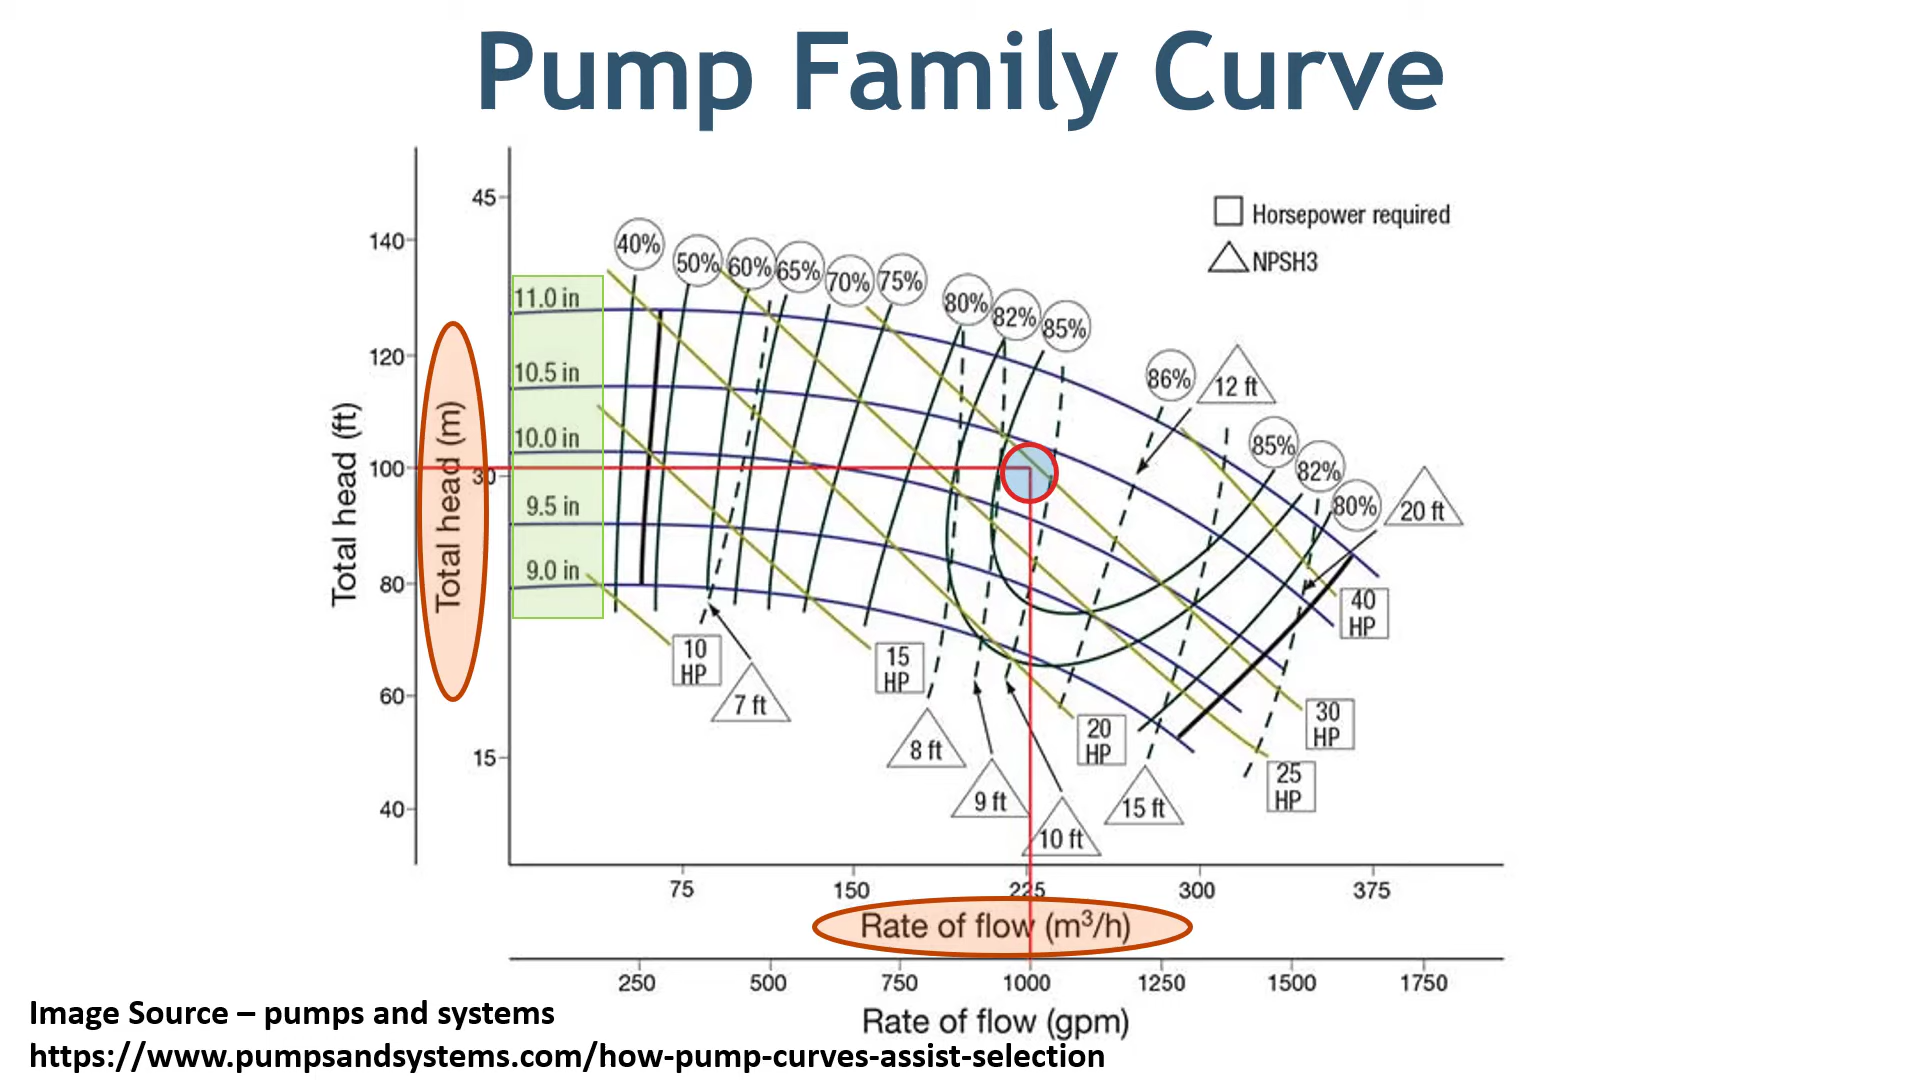 Pump Family Curve
45
Horsepower required
140
40%
50%
60%
65%
70%
75%
NPSH3
11.0 in
80%
82%
85%
120
10.5 in
86%
12 ft
10.0 in
85%
100
30
82%
9.5 in
80%
20 ft
Total head (ft)
Total head (m)
9.0 in
80
40
HP
10
HP
15
HP
60
7 ft
30
HP
20
HP
8 ft
15
25
HP
9 ft
15 ft
40
10 ft
75
150
225
300
375
Rate of flow (m³/h)
250
500
750
1000
1250
1500
1750
Rate of flow (gpm)
Image Source – pumps and systems
https://www.pumpsandsystems.com/how-pump-curves-assist-selection